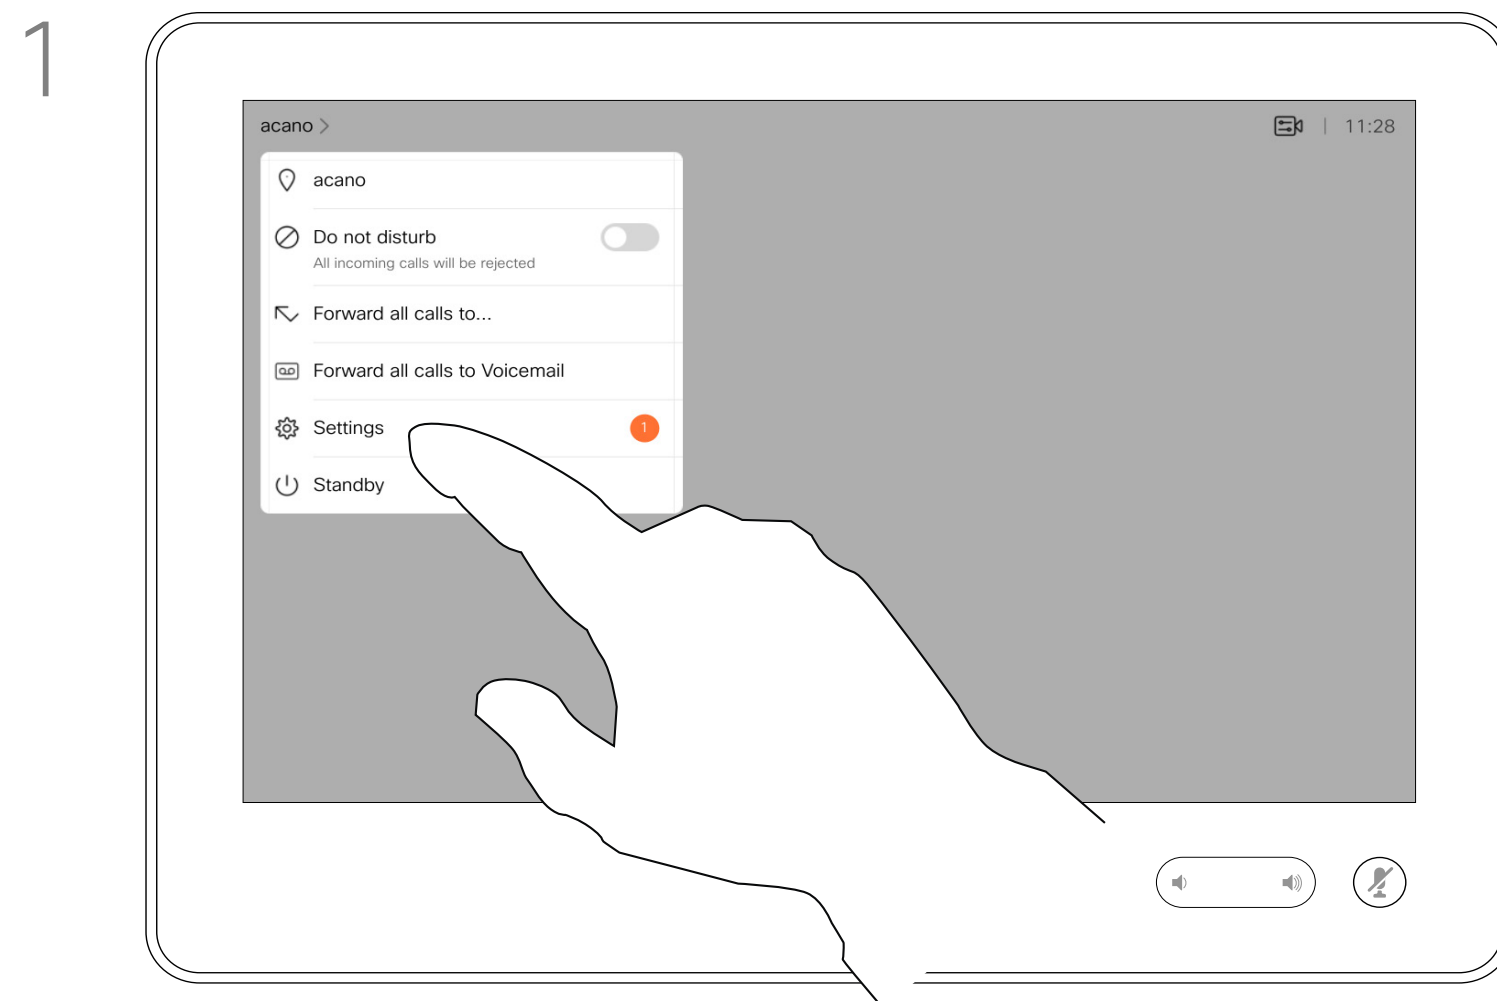 1
acano
11:28
acano
Do not disturb
All incoming calls will be rejected
Forward all calls to...
Forward all calls to Voicemail
Settings
1
Standby